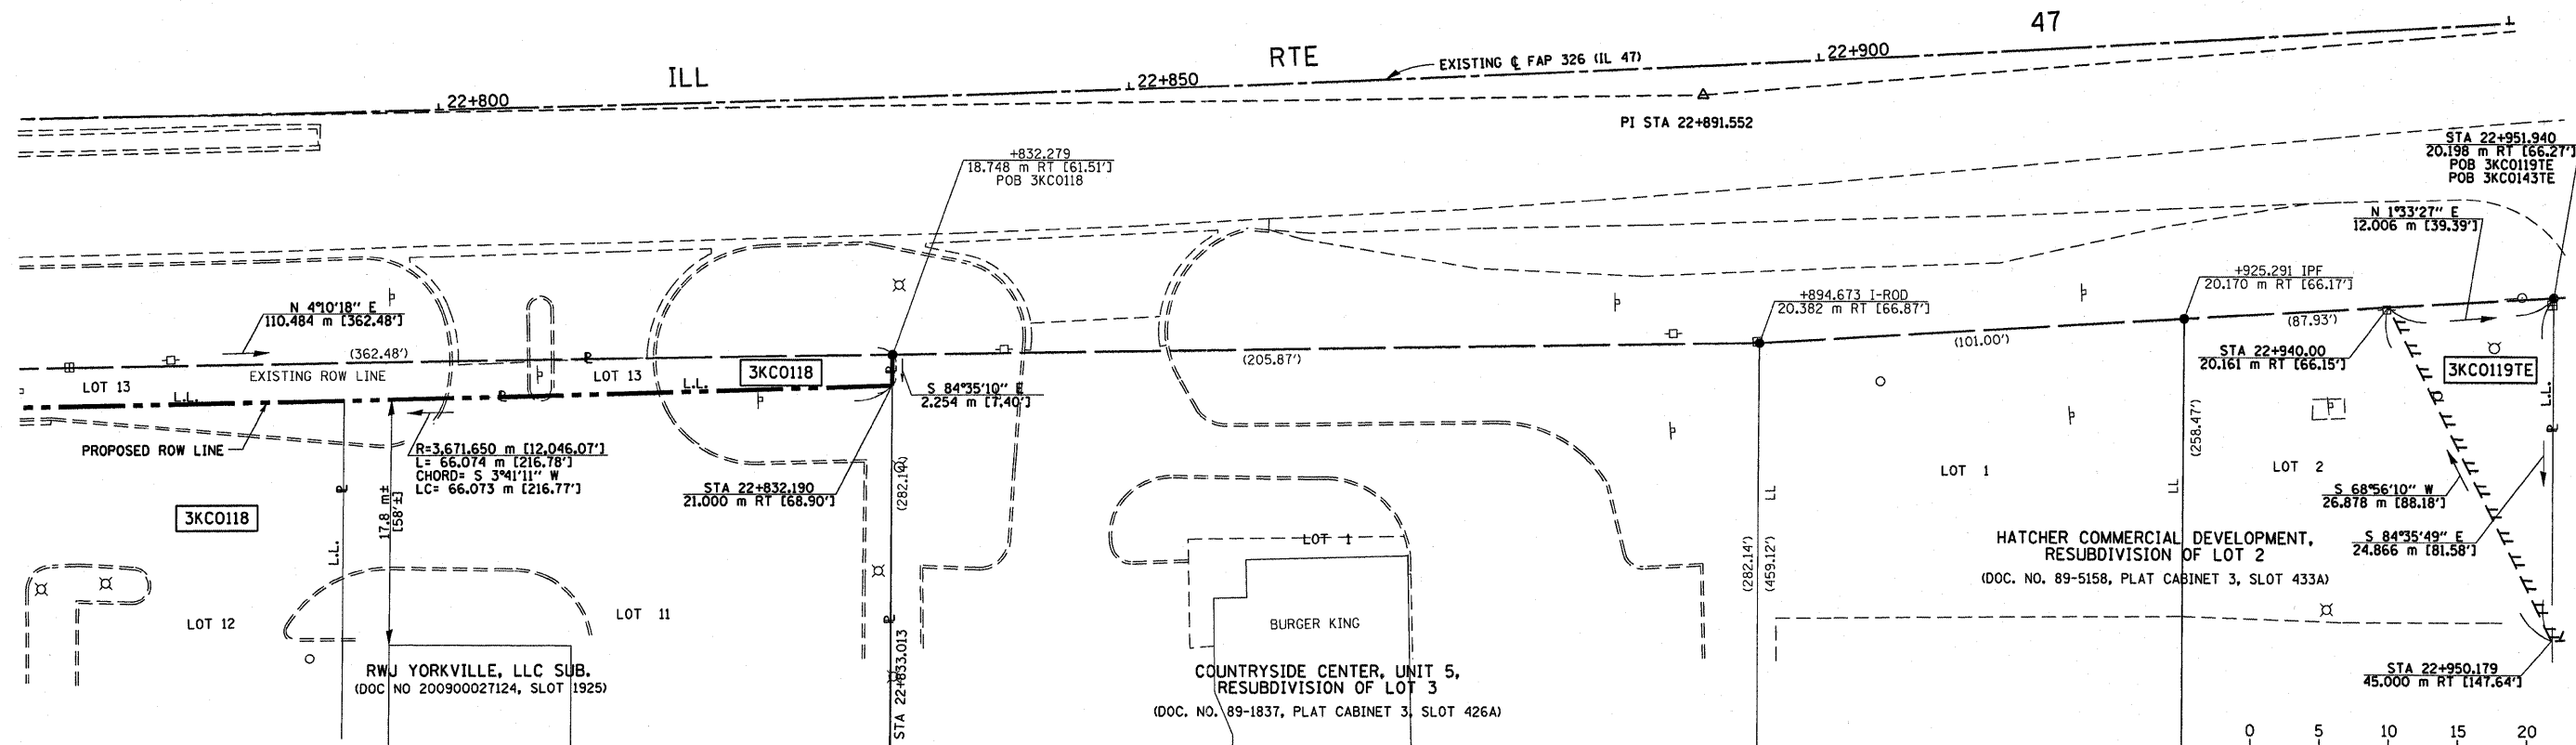 ILL
RTE
47
22+800
22+850
22+900
EXISTING ℄ FAP 326 (IL 47)
PI STA 22+891.552
+832.279
18.748 m RT [61.51']
POB 3KC0118
STA 22+951.940
20.198 m RT [66.27']
POB 3KC0119TE
POB 3KC0143TE
N 1°33'27" E
12.006 m [39.39']
+925.291 IPF
20.170 m RT [66.17']
+894.673 I-ROD
20.382 m RT [66.87']
N 4°10'18" E
110.484 m [362.48']
(362.48')
EXISTING ROW LINE
LOT 13
L.L.
LOT 13
L.L.
3KC0118
S 84°35'10" E
2.254 m [7.40']
(205.87')
(101.00')
(87.93')
STA 22+940.00
20.161 m RT [66.15']
3KC0119TE
L.L.
PROPOSED ROW LINE
R=3,671.650 m [12,046.07']
L= 66.074 m [216.78']
CHORD= S 3°41'11" W
LC= 66.073 m [216.77']
17.8 m±
[58'±]
STA 22+832.190
21.000 m RT [68.90']
(282.14')
(258.47')
LOT 1
LOT 2
LL
LL
S 68°56'10" W
26.878 m [88.18']
S 84°35'49" E
24.866 m [81.58']
3KC0118
L.L.
LOT 1
(282.14')
(459.12')
HATCHER COMMERCIAL DEVELOPMENT,
RESUBDIVISION OF LOT 2
(DOC. NO. 89-5158, PLAT CABINET 3, SLOT 433A)
LOT 12
LOT 11
BURGER KING
STA 22+833.013
RWJ YORKVILLE, LLC SUB.
(DOC NO 200900027124, SLOT 1925)
COUNTRYSIDE CENTER, UNIT 5,
RESUBDIVISION OF LOT 3
(DOC. NO. 89-1837, PLAT CABINET 3, SLOT 426A)
STA 22+950.179
45.000 m RT [147.64']
0 5 10 15 20